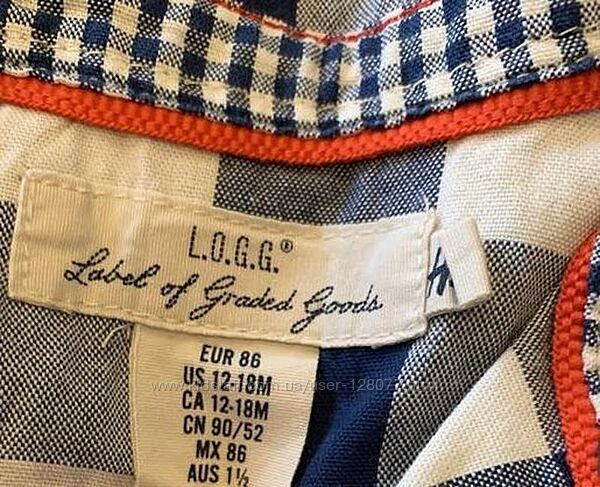 L.O.G.G.®
Label of Graded Goods
EUR 86
US 12-18M
CA 12-18M
CN 90/52
MX 86
AUS 1½